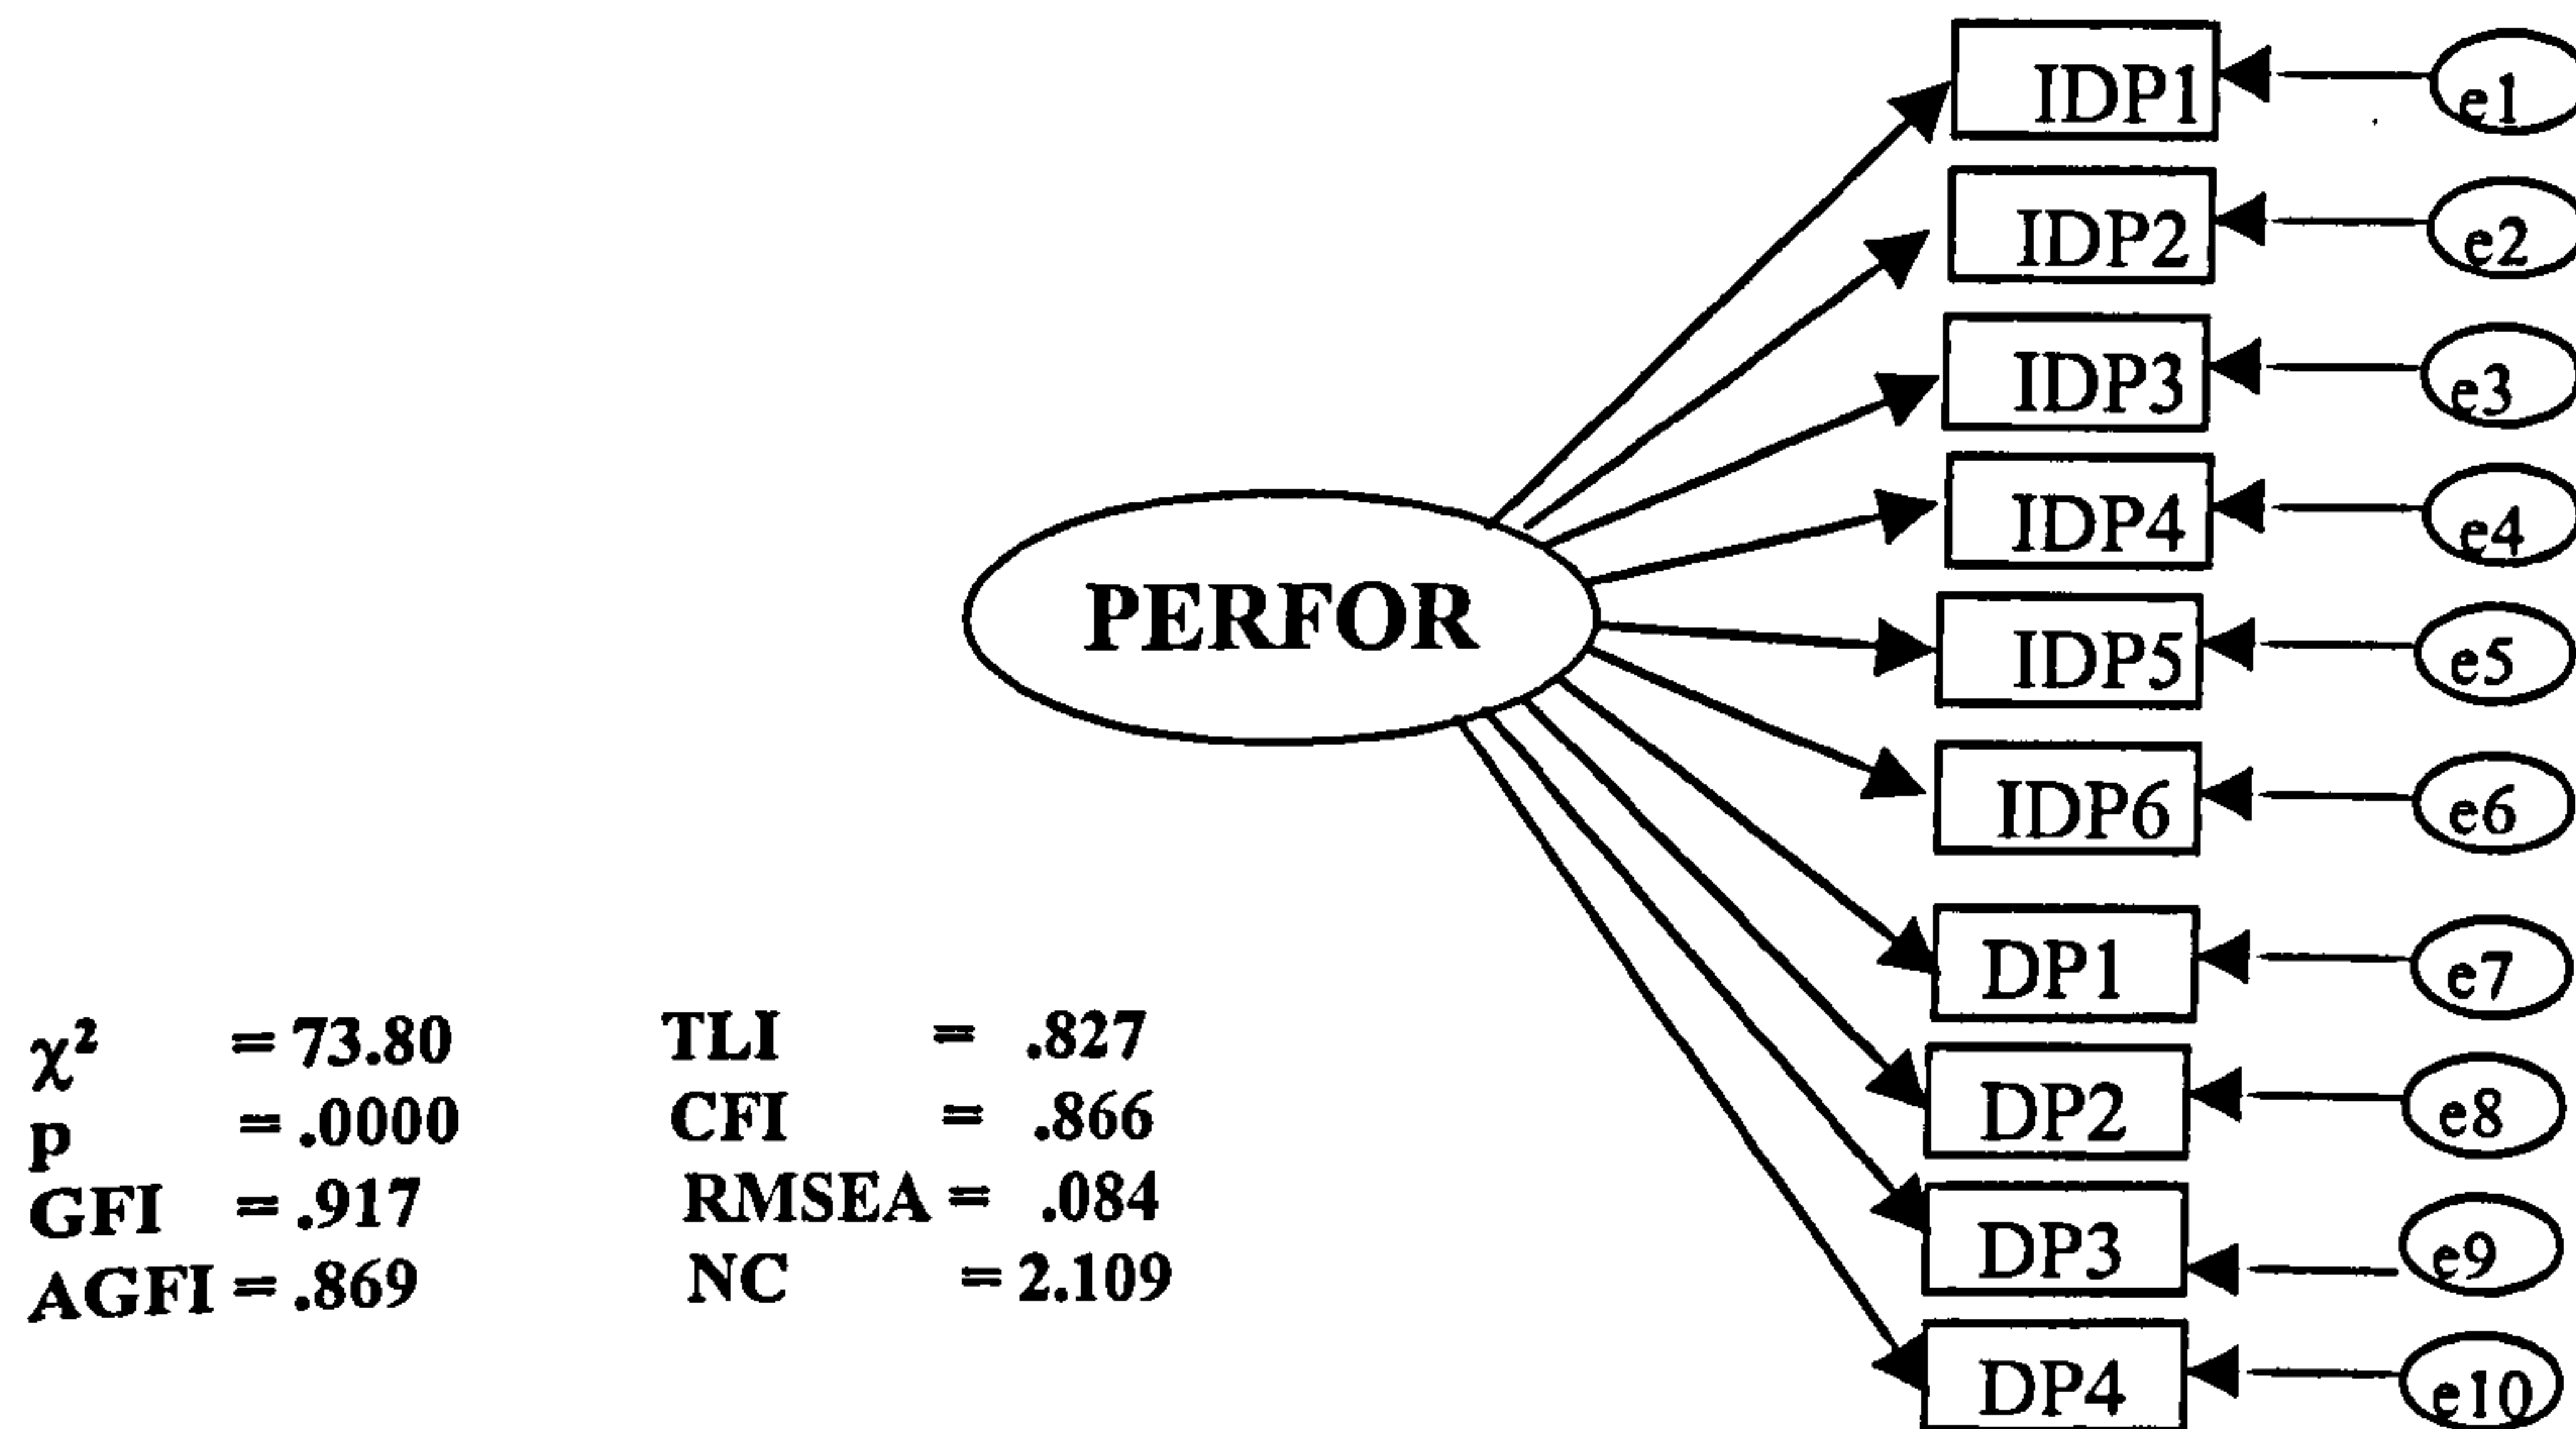 IDP1 e1
IDP2 e2
IDP3 e3
IDP4 e4
PERFOR
IDP5 e5
IDP6 e6
DP1 e7
DP2 e8
DP3 e9
DP4 e10
χ² = 73.80 TLI = .827
p = .0000 CFI = .866
GFI = .917 RMSEA = .084
AGFI = .869 NC = 2.109